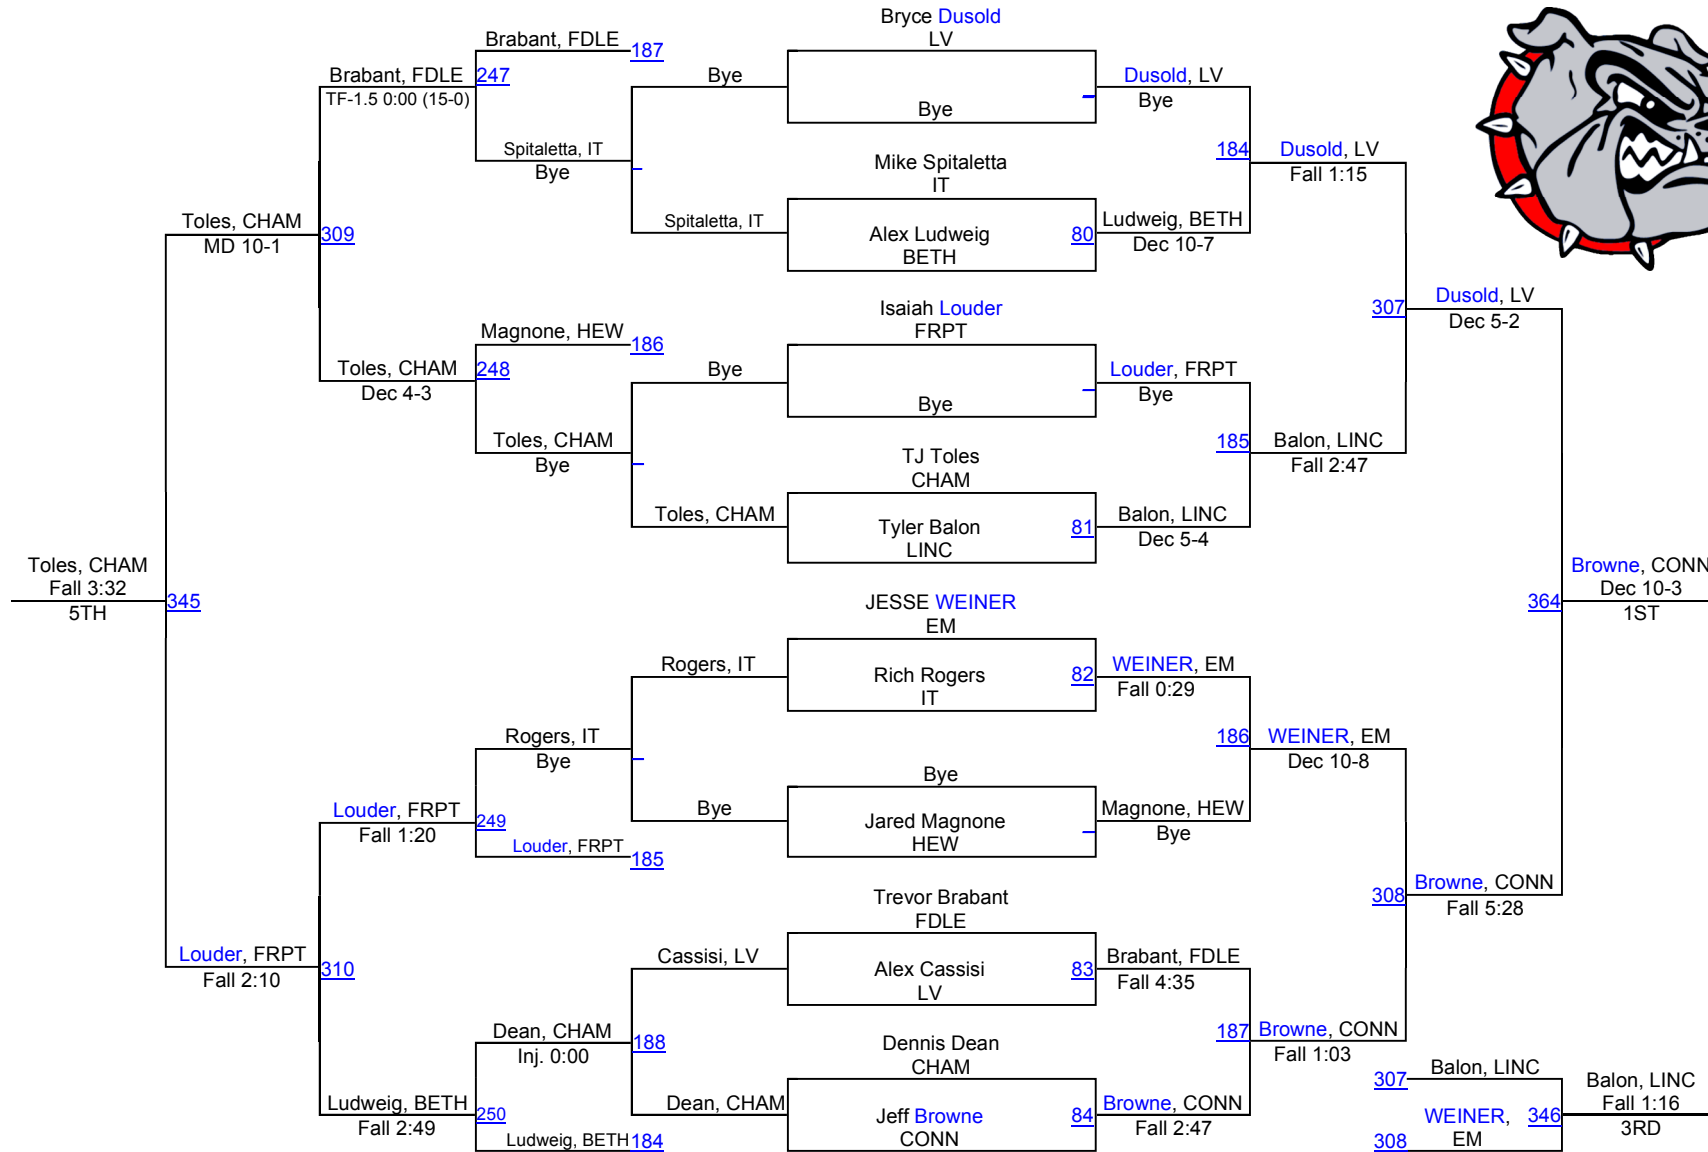 Bryce Dusold
LV
Brabant, FDLE
187
Brabant, FDLE
247
TF-1.5 0:00 (15-0)
Bye
Bye
Dusold, LV
Bye
Spitaletta, IT
Bye
Mike Spitaletta
IT
184
Dusold, LV
Fall 1:15
Toles, CHAM
MD 10-1
309
Spitaletta, IT
Alex Ludweig
BETH
80
Ludweig, BETH
Dec 10-7
Isaiah Louder
FRPT
307
Dusold, LV
Dec 5-2
Magnone, HEW
186
Toles, CHAM
248
Dec 4-3
Bye
Bye
Louder, FRPT
Bye
Toles, CHAM
Bye
TJ Toles
CHAM
185
Balon, LINC
Fall 2:47
Toles, CHAM
Tyler Balon
LINC
81
Balon, LINC
Dec 5-4
Toles, CHAM
Fall 3:32
5TH
345
JESSE WEINER
EM
364
Browne, CONN
Dec 10-3
1ST
Rogers, IT
Rich Rogers
IT
82
WEINER, EM
Fall 0:29
Rogers, IT
Bye
186
WEINER, EM
Dec 10-8
Bye
Bye
Jared Magnone
HEW
Magnone, HEW
Bye
Louder, FRPT
Fall 1:20
249
Louder, FRPT
185
Trevor Brabant
FDLE
308
Browne, CONN
Fall 5:28
Louder, FRPT
Fall 2:10
310
Cassisi, LV
Alex Cassisi
LV
83
Brabant, FDLE
Fall 4:35
Dean, CHAM
Inj. 0:00
188
Dennis Dean
CHAM
187
Browne, CONN
Fall 1:03
Ludweig, BETH
Fall 2:49
250
Ludweig, BETH
184
Dean, CHAM
Jeff Browne
CONN
84
Browne, CONN
Fall 2:47
307
Balon, LINC
WEINER,
EM
308
346
Balon, LINC
Fall 1:16
3RD